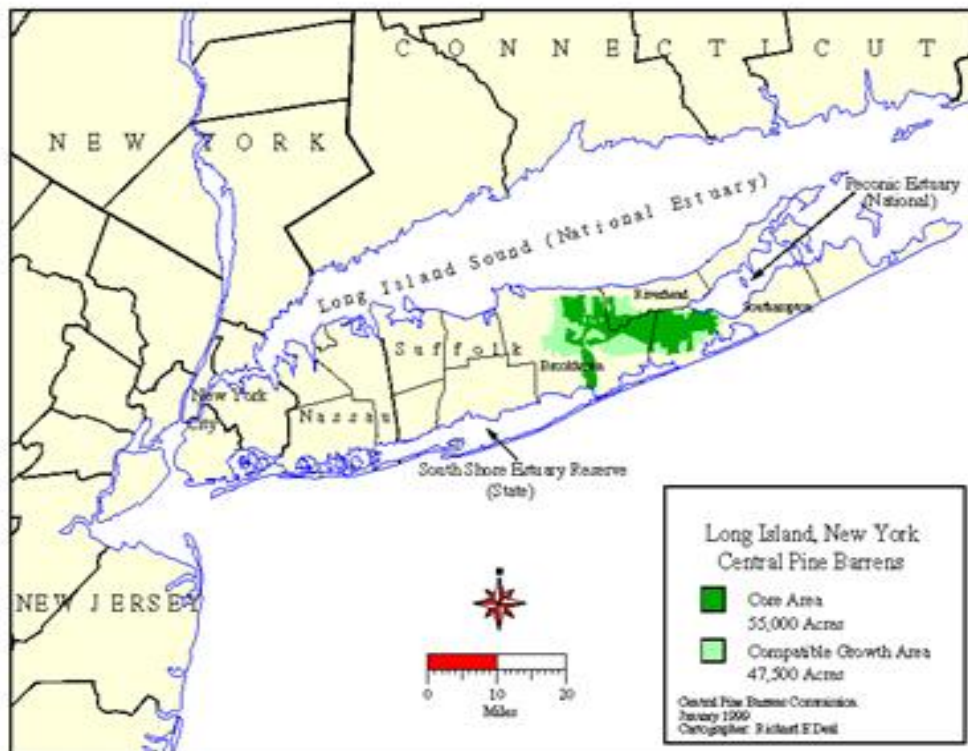 CONNECTICUT
NEW YORK
Long Island Sound (National Estuary)
Peconic Estuary
(National)
Riverhead
Southampton
Suffolk
Brookhaven
New York
City
Nassau
South Shore Estuary Reserve
(State)
NEW JERSEY
Long Island, New York
Central Pine Barrens
Core Area
55,000 Acres
Compatible Growth Area
47,500 Acres
Central Pine Barrens Commission
January 1999
Cartographer: Richard E Deal
0 10 20
Miles